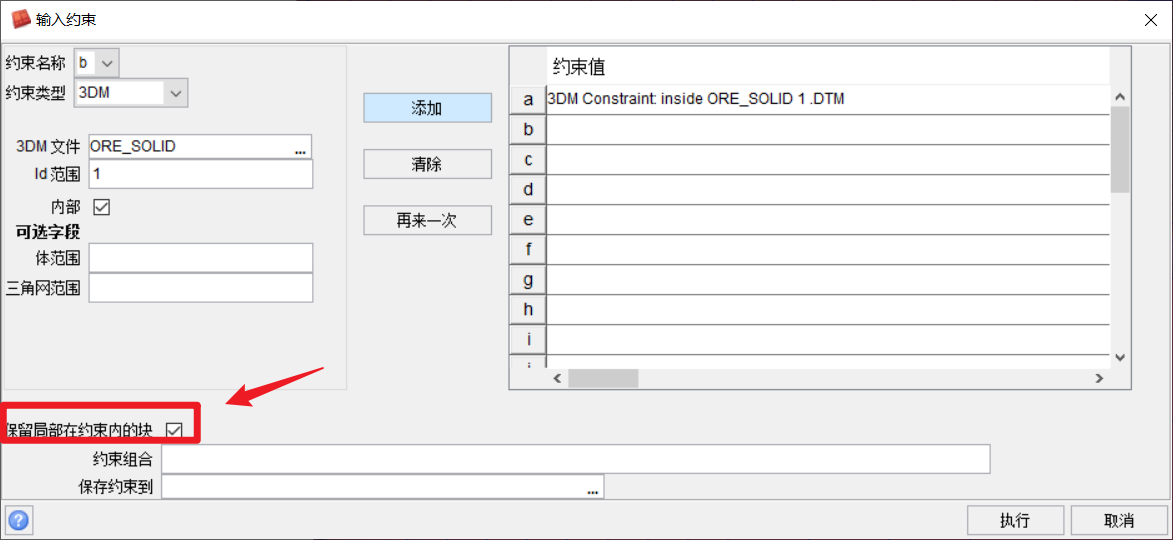 输入约束
约束名称 b
约束类型 3DM
3DM 文件 ORE_SOLID ...
Id 范围 1
内部
可选字段
体范围
三角网范围
添加
清除
再来一次
约束值
a 3DM Constraint: inside ORE_SOLID 1 .DTM
b
c
d
e
f
g
h
i
保留局部在约束内的块
约束组合
保存约束到 ...
?
执行
取消